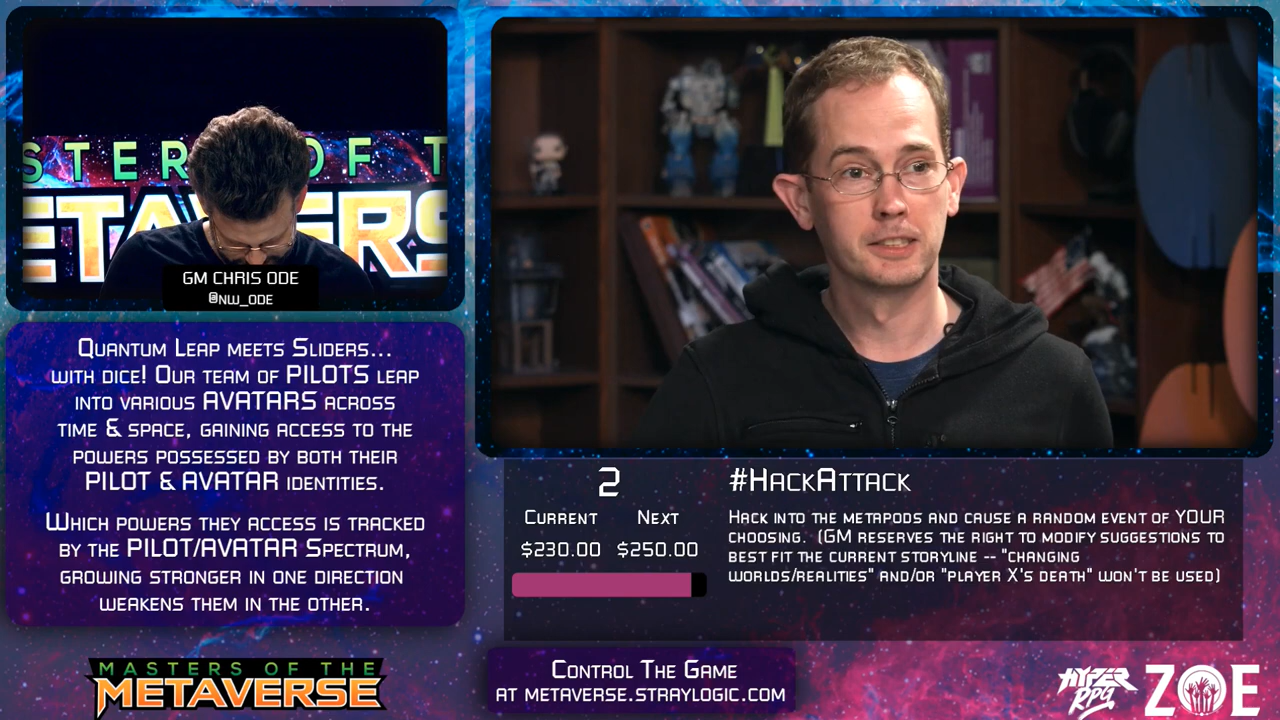 STERS OF T
ETAVERS
GM CHRIS ODE
@NW_ODE
QUANTUM LEAP MEETS SLIDERS...
WITH DICE! OUR TEAM OF PILOTS LEAP
INTO VARIOUS AVATARS ACROSS
TIME & SPACE, GAINING ACCESS TO THE
POWERS POSSESSED BY BOTH THEIR
PILOT & AVATAR IDENTITIES.
WHICH POWERS THEY ACCESS IS TRACKED
BY THE PILOT/AVATAR SPECTRUM,
GROWING STRONGER IN ONE DIRECTION
WEAKENS THEM IN THE OTHER.
MASTERS OF THE
METAVERSE
2
CURRENT NEXT
$230.00 $250.00
#HACKATTACK
HACK INTO THE METAPODS AND CAUSE A RANDOM EVENT OF YOUR
CHOOSING. (GM RESERVES THE RIGHT TO MODIFY SUGGESTIONS TO
BEST FIT THE CURRENT STORYLINE -- "CHANGING
WORLDS/REALITIES" AND/OR "PLAYER X'S DEATH" WON'T BE USED)
CONTROL THE GAME
AT METAVERSE.STRAYLOGIC.COM
HYPER
RPG
ZOE